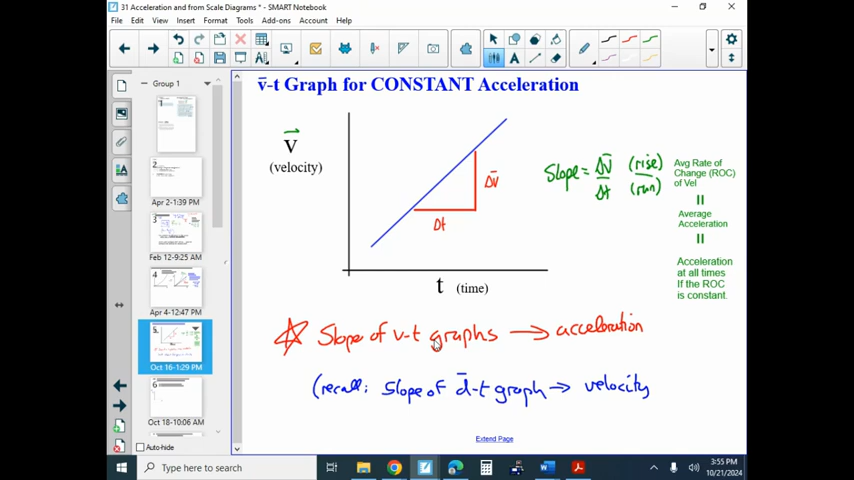 31 Acceleration and from Scale Diagrams * - SMART Notebook
File Edit View Insert Format Tools Add-ons Account Help
Group 1
2
Apr 2-1:39 PM
3
Feb 12-9:25 AM
4
Apr 4-12:47 PM
5
Oct 16-1:29 PM
6
Oct 18-10:06 AM
Auto-hide
v̄-t Graph for CONSTANT Acceleration
V
(velocity)
Δv̄
Δt
t (time)
Slope = Δv̄ (rise)
Δt (run)
Avg Rate of
Change (ROC)
of Vel
=
Average
Acceleration
=
Acceleration
at all times
If the ROC
is constant.
Slope of v-t graphs → acceleration
(recall: Slope of d̄-t graph → velocity
Extend Page
Type here to search
3:55 PM
10/21/2024